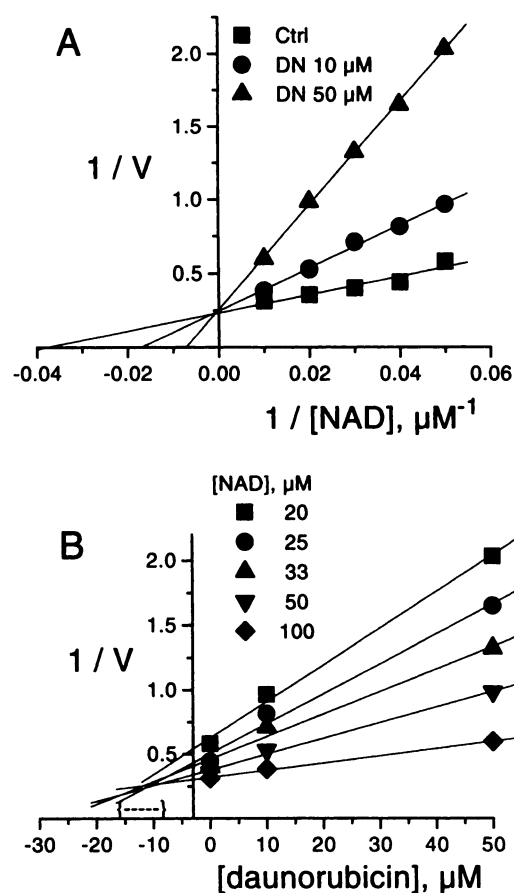 A
Ctrl
DN 10 µM
DN 50 µM
2.0
1.5
1.0
0.5
1 / V
-0.04 -0.02 0.00 0.02 0.04 0.06
1 / [NAD], µM-1
B
[NAD], µM
20
25
33
50
100
2.0
1.5
1.0
0.5
1 / V
-30 -20 -10 0 10 20 30 40 50
[daunorubicin], µM